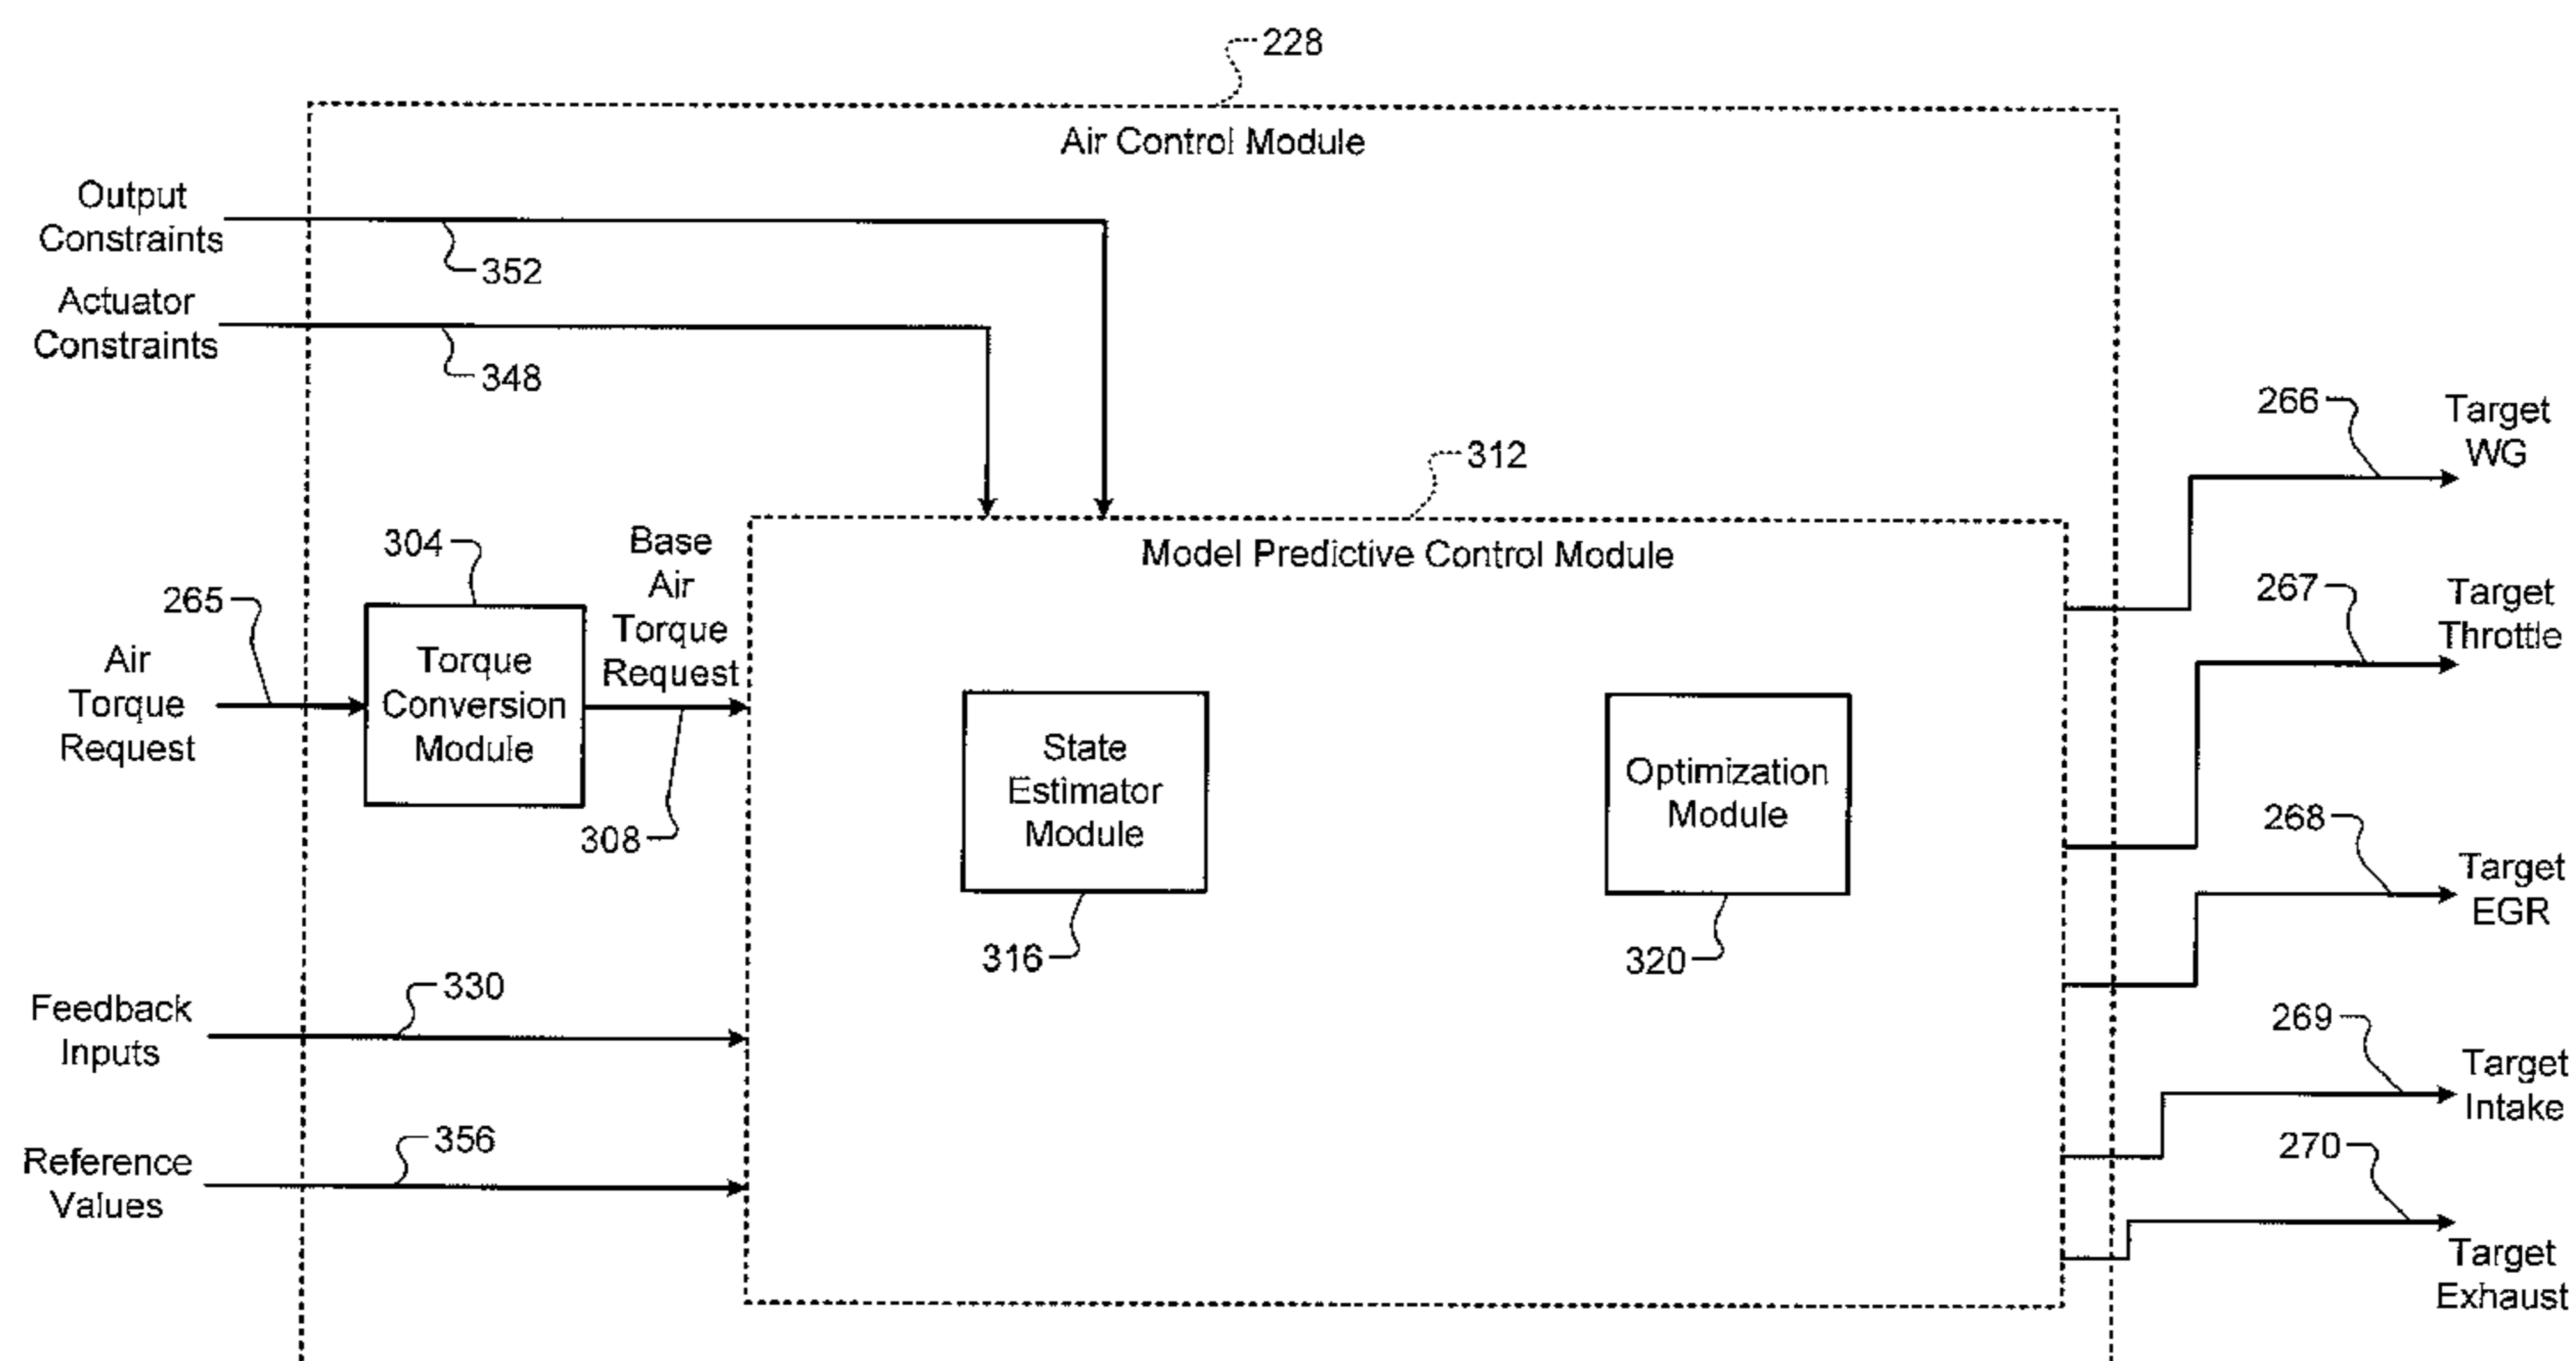 228
Air Control Module
Output
Constraints
352
Actuator
Constraints
348
312
Model Predictive Control Module
304
Base
Air
Torque
Request
265
Air
Torque
Request
Torque
Conversion
Module
308
State
Estimator
Module
316
Optimization
Module
320
Feedback
Inputs
330
Reference
Values
356
266
Target
WG
267
Target
Throttle
268
Target
EGR
269
Target
Intake
270
Target
Exhaust